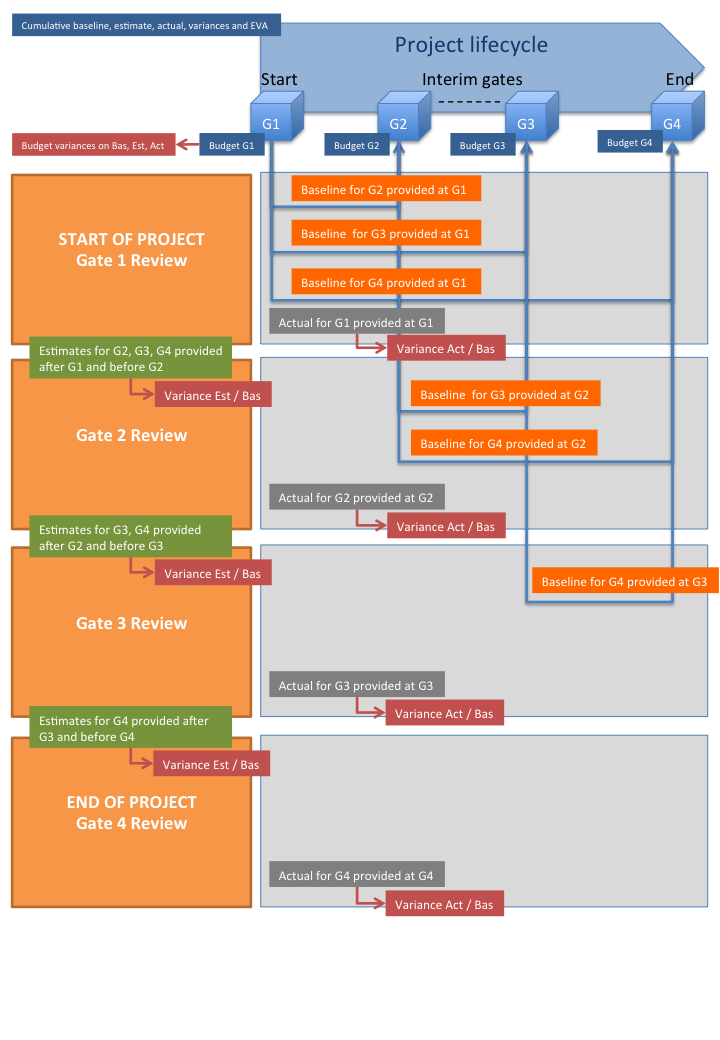 Cumulative baseline, estimate, actual, variances and EVA
Project lifecycle
Start
Interim gates
End
G1
G2
G3
G4
Budget variances on Bas, Est, Act
Budget G1
Budget G2
Budget G3
Budget G4
START OF PROJECT
Gate 1 Review
Baseline for G2 provided at G1
Baseline  for G3 provided at G1
Baseline for G4 provided at G1
Actual for G1 provided at G1
Variance Act / Bas
Estimates for G2, G3, G4 provided
after G1 and before G2
Variance Est / Bas
Gate 2 Review
Baseline  for G3 provided at G2
Baseline for G4 provided at G2
Actual for G2 provided at G2
Variance Act / Bas
Estimates for G3, G4 provided
after G2 and before G3
Variance Est / Bas
Gate 3 Review
Baseline for G4 provided at G3
Actual for G3 provided at G3
Variance Act / Bas
Estimates for G4 provided after
G3 and before G4
Variance Est / Bas
END OF PROJECT
Gate 4 Review
Actual for G4 provided at G4
Variance Act / Bas